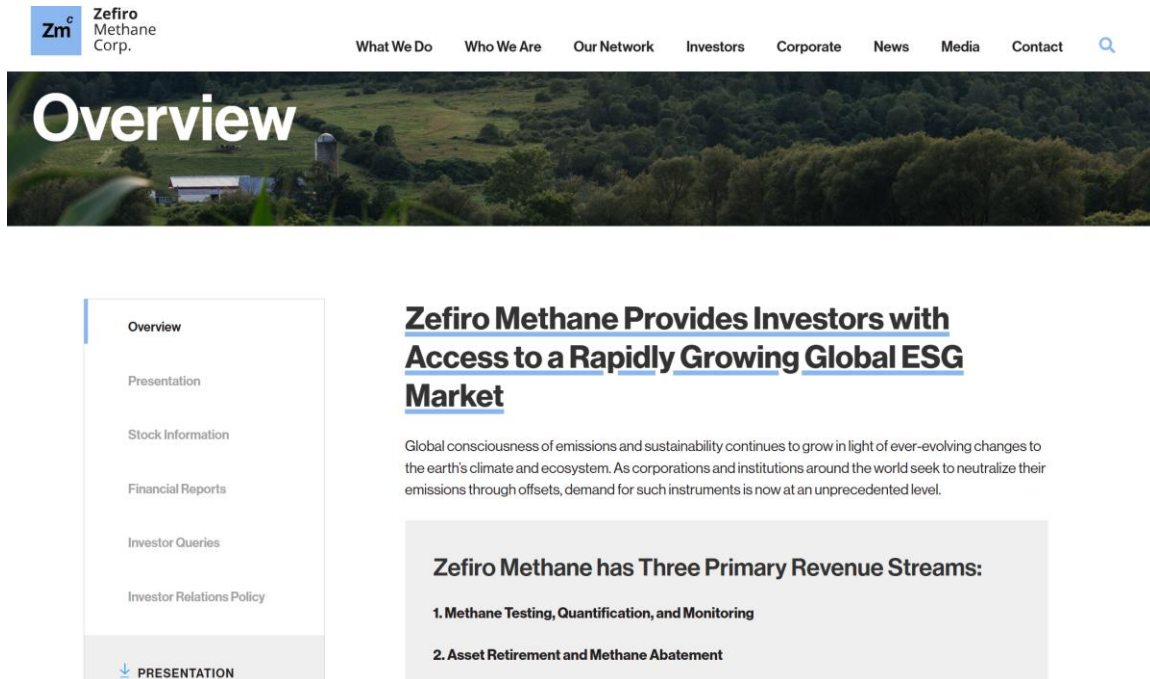 Zmc
Zefiro
Methane
Corp.
What We Do Who We Are Our Network Investors Corporate News Media Contact
Overview
Overview
Presentation
Stock Information
Financial Reports
Investor Queries
Investor Relations Policy
PRESENTATION
Zefiro Methane Provides Investors with
Access to a Rapidly Growing Global ESG
Market
Global consciousness of emissions and sustainability continues to grow in light of ever-evolving changes to
the earth's climate and ecosystem. As corporations and institutions around the world seek to neutralize their
emissions through offsets, demand for such instruments is now at an unprecedented level.
Zefiro Methane has Three Primary Revenue Streams:
1. Methane Testing, Quantification, and Monitoring
2. Asset Retirement and Methane Abatement